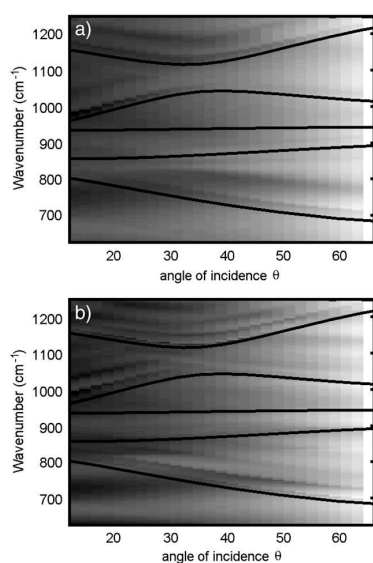 a)
1200
1100
1000
900
800
700
Wavenumber (cm⁻¹)
20 30 40 50 60
angle of incidence θ
b)
1200
1100
1000
900
800
700
Wavenumber (cm⁻¹)
20 30 40 50 60
angle of incidence θ